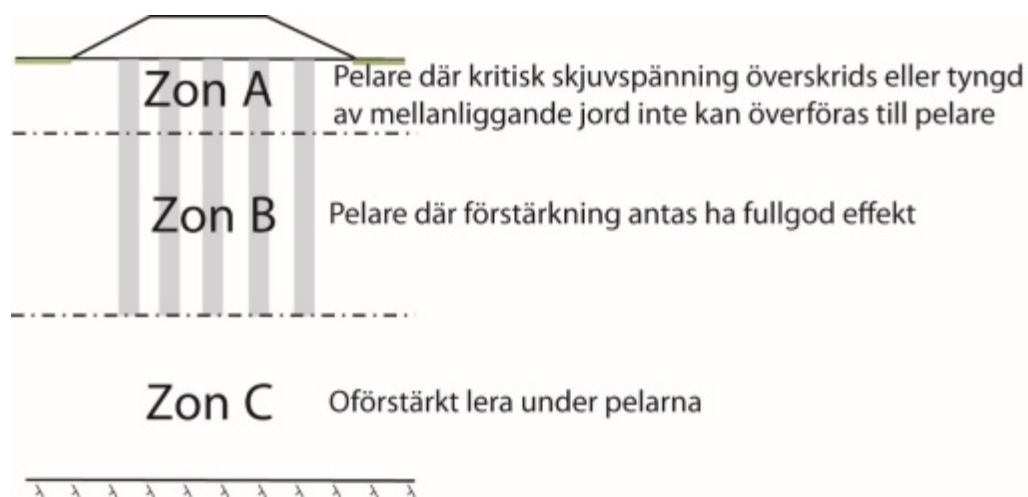 Zon A
Pelare där kritisk skjuvspänning överskrids eller tyngd
av mellanliggande jord inte kan överföras till pelare
Zon B
Pelare där förstärkning antas ha fullgod effekt
Zon C
Oförstärkt lera under pelarna